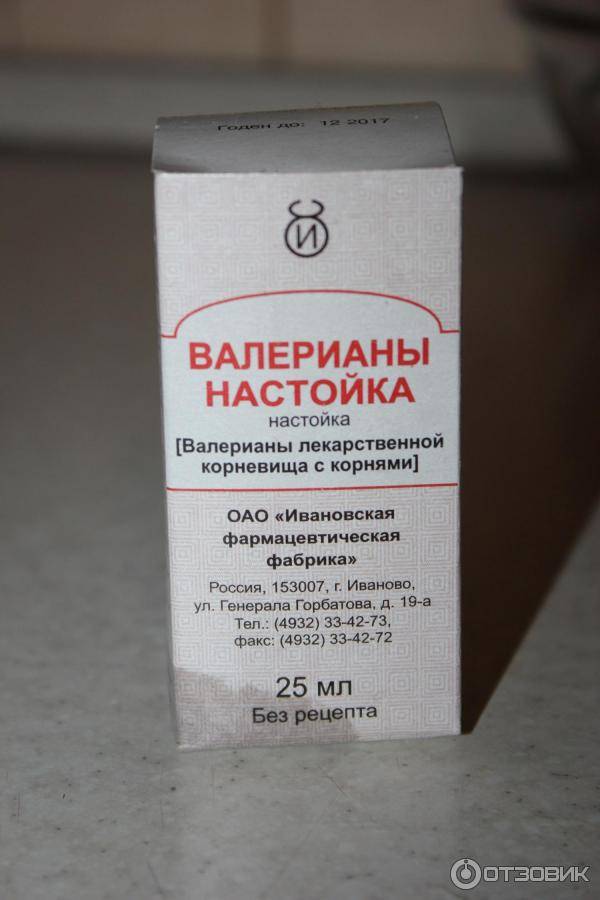 Годен до: 12 2017
И
ВАЛЕРИАНЫ
НАСТОЙКА
настойка
[Валерианы лекарственной
корневища с корнями]
ОАО «Ивановская
фармацевтическая
фабрика»
Россия, 153007, г. Иваново,
ул. Генерала Горбатова, д. 19-а
Тел.: (4932) 33-42-73,
факс: (4932) 33-42-72
25 мл
Без рецепта
ОТЗОВИК